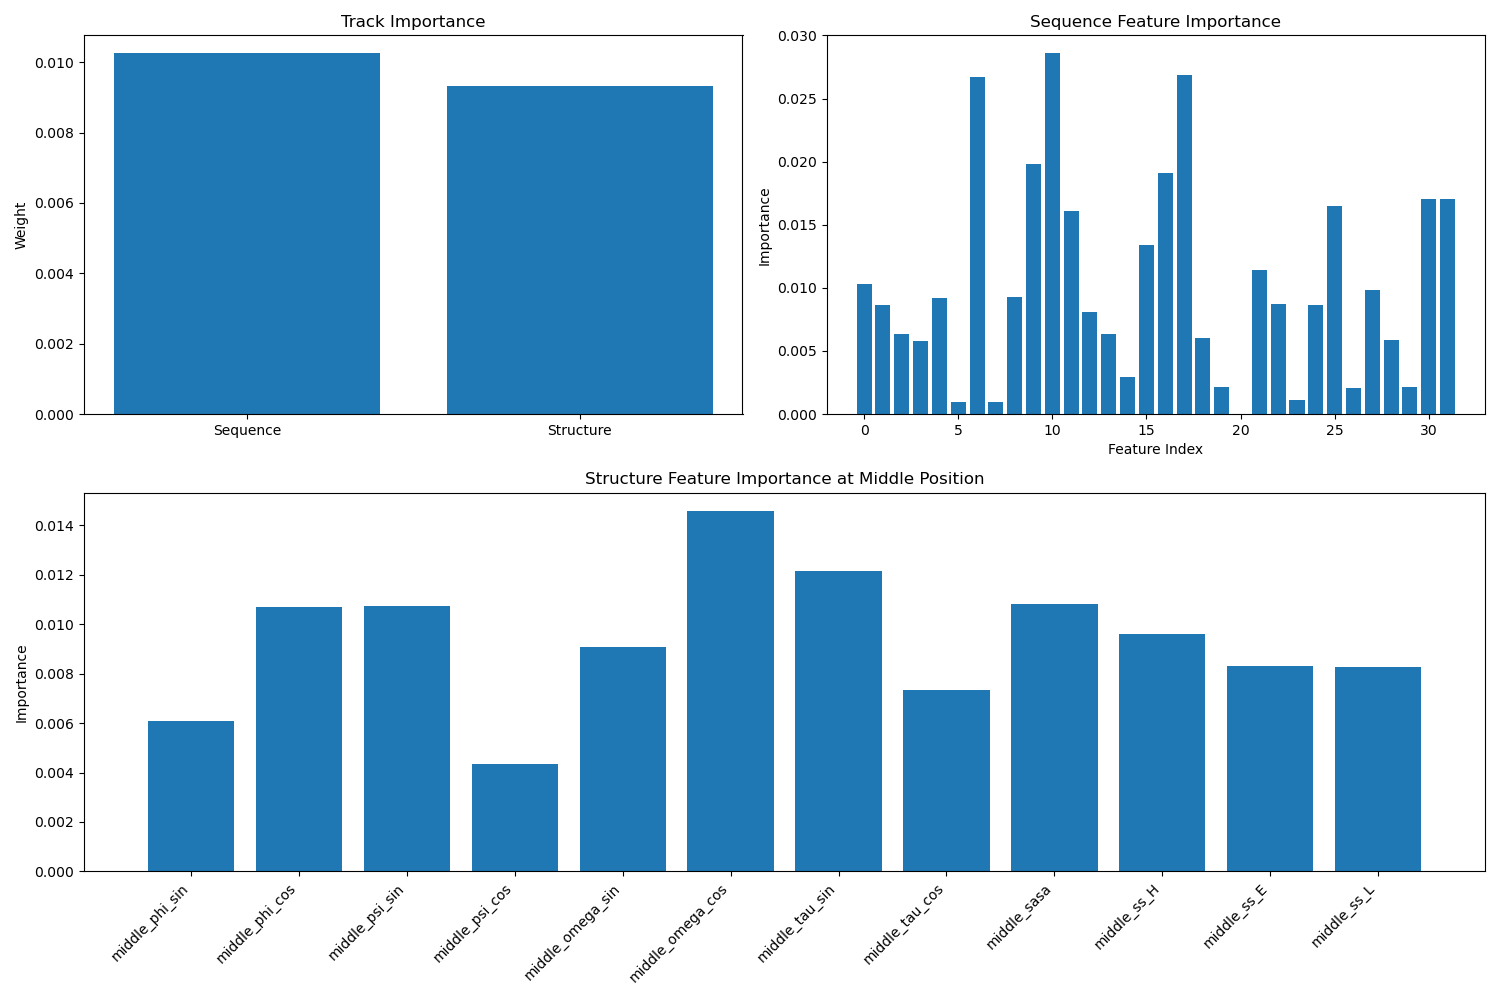 Track Importance
Weight
0.010
0.008
0.006
0.004
0.002
0.000
Sequence Structure
Sequence Feature Importance
Importance
0.030
0.025
0.020
0.015
0.010
0.005
0.000
0 5 10 15 20 25 30
Feature Index
Structure Feature Importance at Middle Position
Importance
0.014
0.012
0.010
0.008
0.006
0.004
0.002
0.000
middle_phi_sin
middle_phi_cos
middle_psi_sin
middle_psi_cos
middle_omega_sin
middle_omega_cos
middle_tau_sin
middle_tau_cos
middle_sasa
middle_ss_H
middle_ss_E
middle_ss_L